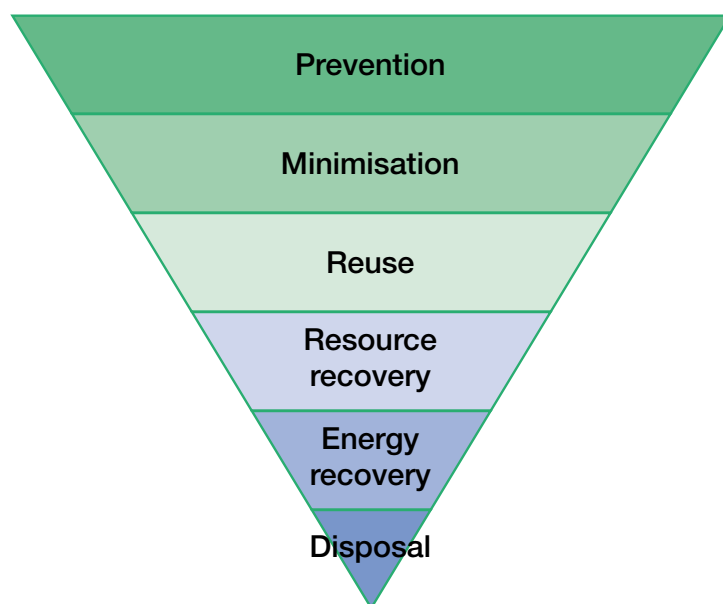 Prevention
Minimisation
Reuse
Resource
recovery
Energy
recovery
Disposal